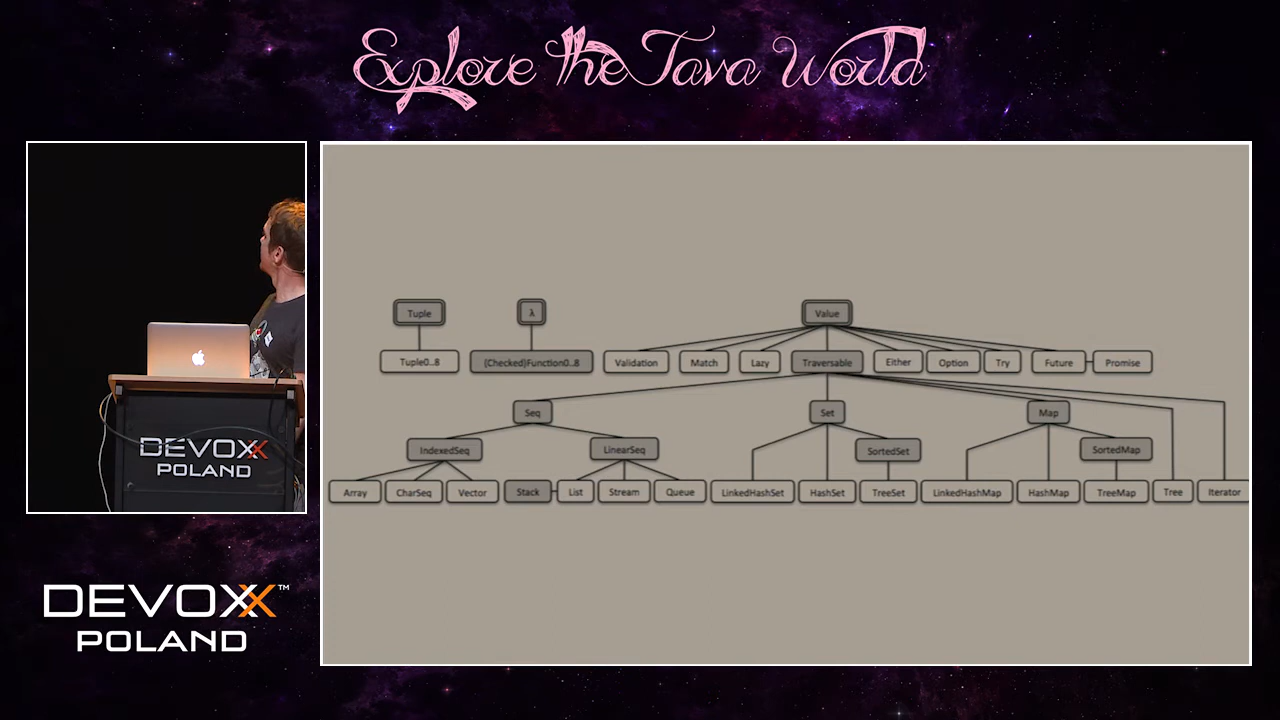 Explore the Java World
Tuple
λ
Value
Tuple0..8
(Checked)Function0..8
Validation
Match
Lazy
Traversable
Either
Option
Try
Future
Promise
Seq
Set
Map
IndexedSeq
LinearSeq
SortedSet
SortedMap
Array
CharSeq
Vector
Stack
List
Stream
Queue
LinkedHashSet
HashSet
TreeSet
LinkedHashMap
HashMap
TreeMap
Tree
Iterator
DEVOXX
POLAND
DEVOXX™
POLAND